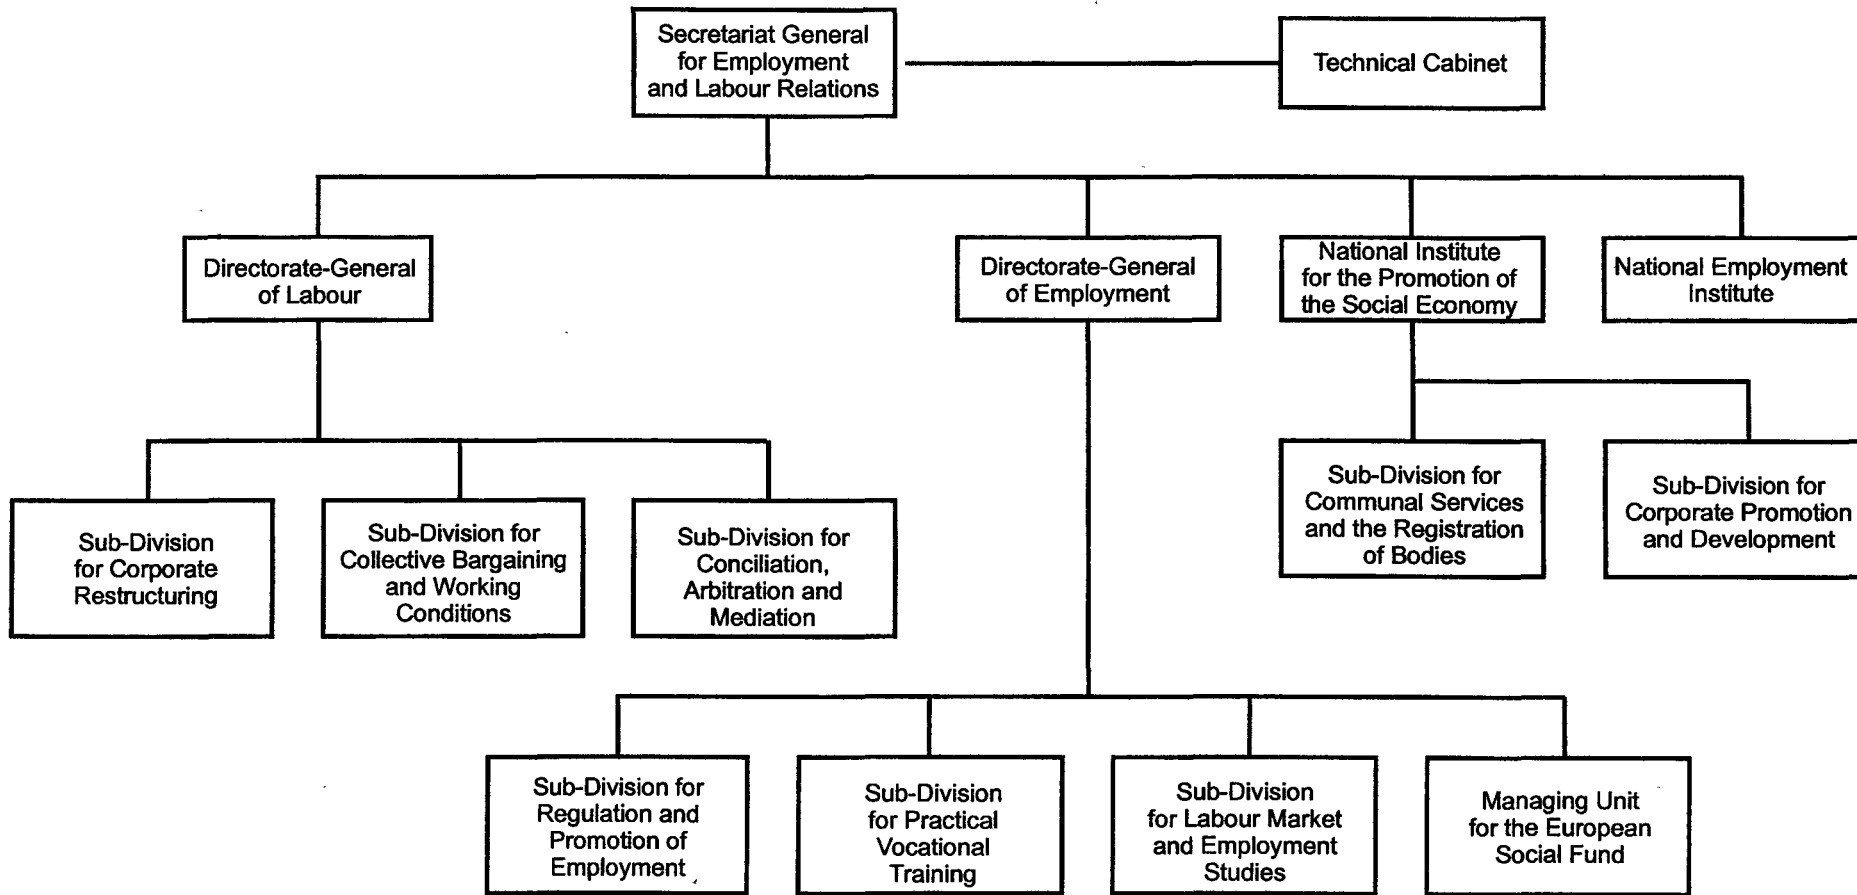 Secretariat General
for Employment
and Labour Relations
Technical Cabinet
Directorate-General
of Labour
Directorate-General
of Employment
National Institute
for the Promotion of
the Social Economy
National Employment
Institute
Sub-Division
for Corporate
Restructuring
Sub-Division for
Collective Bargaining
and Working
Conditions
Sub-Division for
Conciliation,
Arbitration and
Mediation
Sub-Division for
Communal Services
and the Registration
of Bodies
Sub-Division for
Corporate Promotion
and Development
Sub-Division for
Regulation and
Promotion of
Employment
Sub-Division
for Practical
Vocational
Training
Sub-Division
for Labour Market
and Employment
Studies
Managing Unit
for the European
Social Fund